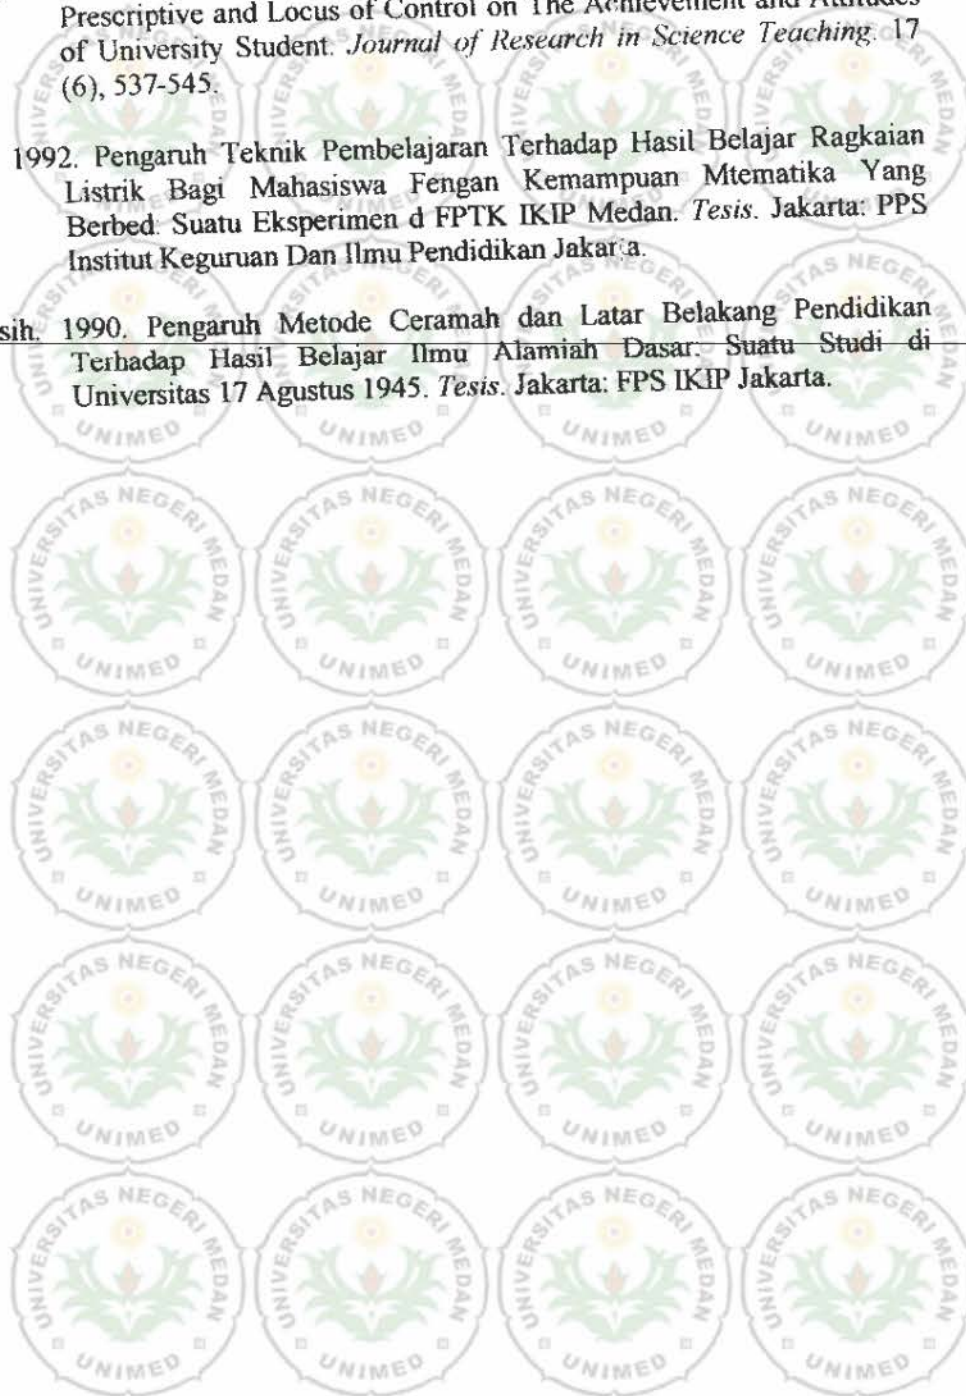 Prescriptive and Locus of Control on The Achievement and Attitudes
of University Student. Journal of Research in Science Teaching. 17
(6), 537-545.
1992. Pengaruh Teknik Pembelajaran Terhadap Hasil Belajar Ragkaian
Listrik Bagi Mahasiswa Fengan Kemampuan Mtematika Yang
Berbed: Suatu Eksperimen d FPTK IKIP Medan. Tesis. Jakarta: PPS
Institut Keguruan Dan Ilmu Pendidikan Jakarta.
sih. 1990. Pengaruh Metode Ceramah dan Latar Belakang Pendidikan
Terhadap Hasil Belajar Ilmu Alamiah Dasar: Suatu Studi di
Universitas 17 Agustus 1945. Tesis. Jakarta: FPS IKIP Jakarta.
UNIVERSITAS NEGERI MEDAN
UNIMED